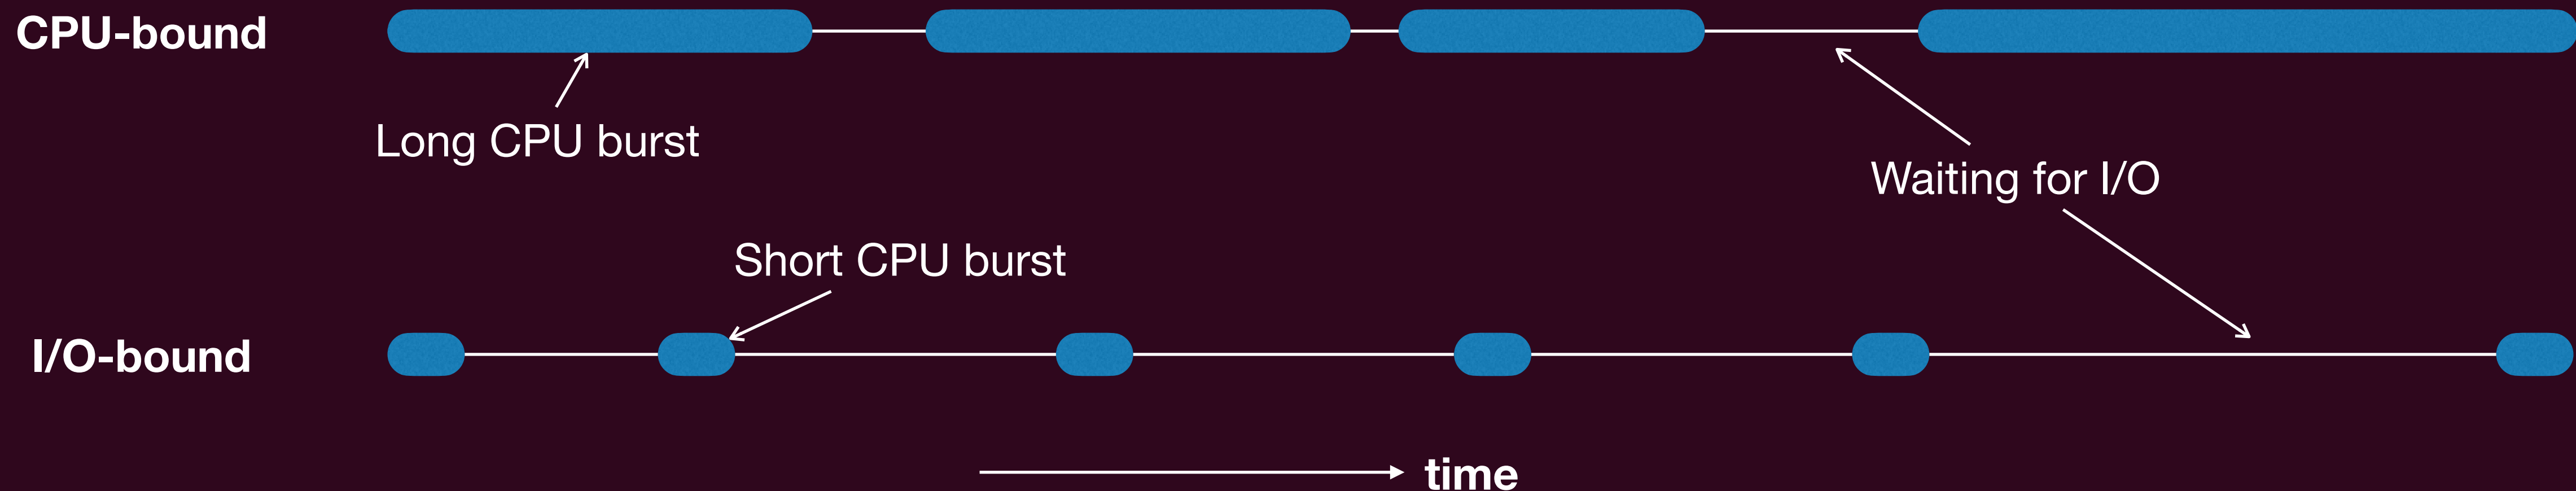 CPU-bound
Long CPU burst
Waiting for I/O
Short CPU burst
I/O-bound
time